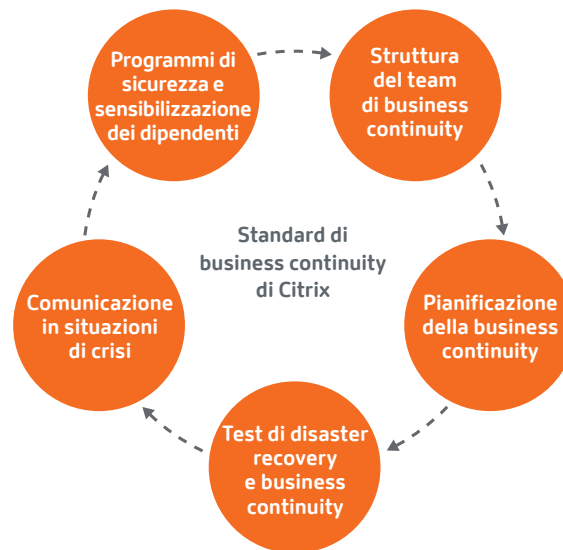 Programmi di
sicurezza e
sensibilizzazione
dei dipendenti
Struttura
del team
di business
continuity
Standard di
business continuity
di Citrix
Comunicazione
in situazioni
di crisi
Pianificazione
della business
continuity
Test di disaster
recovery
e business
continuity